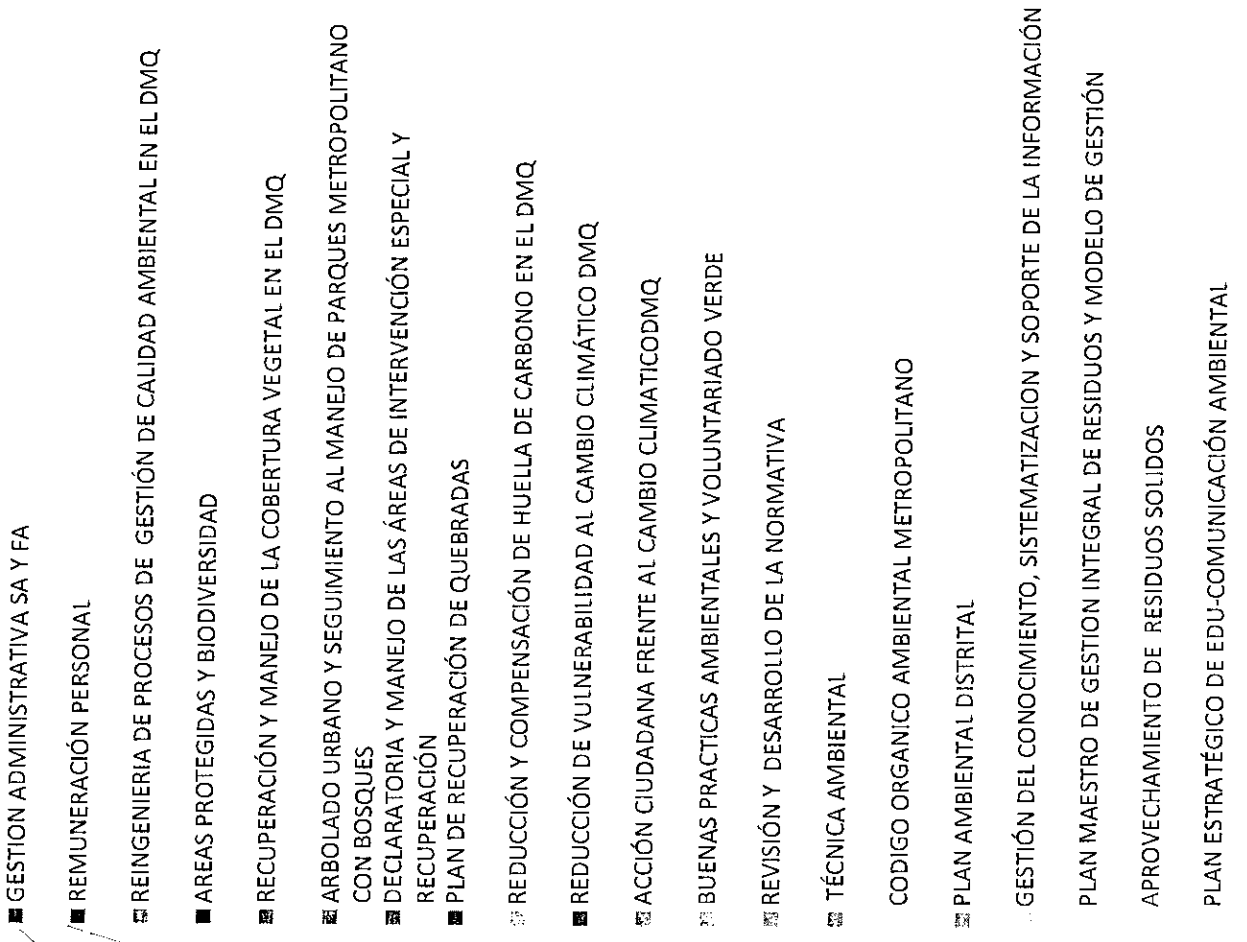 GESTION ADMINISTRATIVA SA Y FA
REMUNERACIÓN PERSONAL
REINGENIERIA DE PROCESOS DE GESTIÓN DE CALIDAD AMBIENTAL EN EL DMQ
AREAS PROTEGIDAS Y BIODIVERSIDAD
RECUPERACIÓN Y MANEJO DE LA COBERTURA VEGETAL EN EL DMQ
ARBOLADO URBANO Y SEGUIMIENTO AL MANEJO DE PARQUES METROPOLITANO
CON BOSQUES
DECLARATORIA Y MANEJO DE LAS ÁREAS DE INTERVENCIÓN ESPECIAL Y
RECUPERACIÓN
PLAN DE RECUPERACIÓN DE QUEBRADAS
REDUCCIÓN Y COMPENSACIÓN DE HUELLA DE CARBONO EN EL DMQ
REDUCCIÓN DE VULNERABILIDAD AL CAMBIO CLIMÁTICO DMQ
ACCIÓN CIUDADANA FRENTE AL CAMBIO CLIMATICODMQ
BUENAS PRACTICAS AMBIENTALES Y VOLUNTARIADO VERDE
REVISIÓN Y DESARROLLO DE LA NORMATIVA
TÉCNICA AMBIENTAL
CODIGO ORGANICO AMBIENTAL METROPOLITANO
PLAN AMBIENTAL DISTRITAL
GESTIÓN DEL CONOCIMIENTO, SISTEMATIZACION Y SOPORTE DE LA INFORMACIÓN
PLAN MAESTRO DE GESTION INTEGRAL DE RESIDUOS Y MODELO DE GESTIÓN
APROVECHAMIENTO DE RESIDUOS SOLIDOS
PLAN ESTRATÉGICO DE EDU-COMUNICACIÓN AMBIENTAL